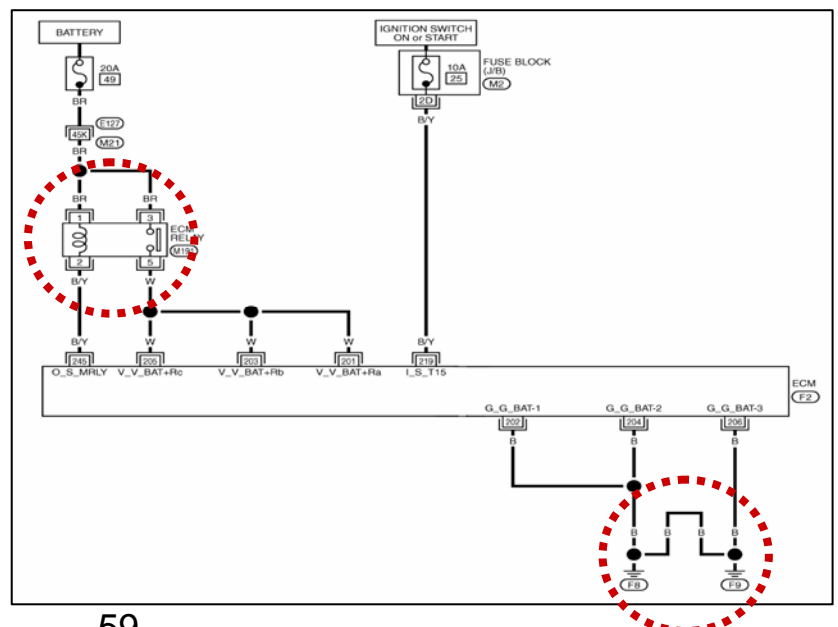 BATTERY
IGNITION SWITCH
ON or START
20A
49
10A
25
FUSE BLOCK
(J/B)
M2
BR
2D
B/Y
E127
45K
M21
BR
BR
BR
1
3
ECM
RELAY
M191
2
5
B/Y
W
B/Y
W
W
W
B/Y
245
205
203
201
219
O_S_MRLY
V_V_BAT+Rc
V_V_BAT+Rb
V_V_BAT+Ra
I_S_T15
ECM
F2
G_G_BAT-1
G_G_BAT-2
G_G_BAT-3
202
204
206
B
B
B
B
B
B
B
F8
F9
59